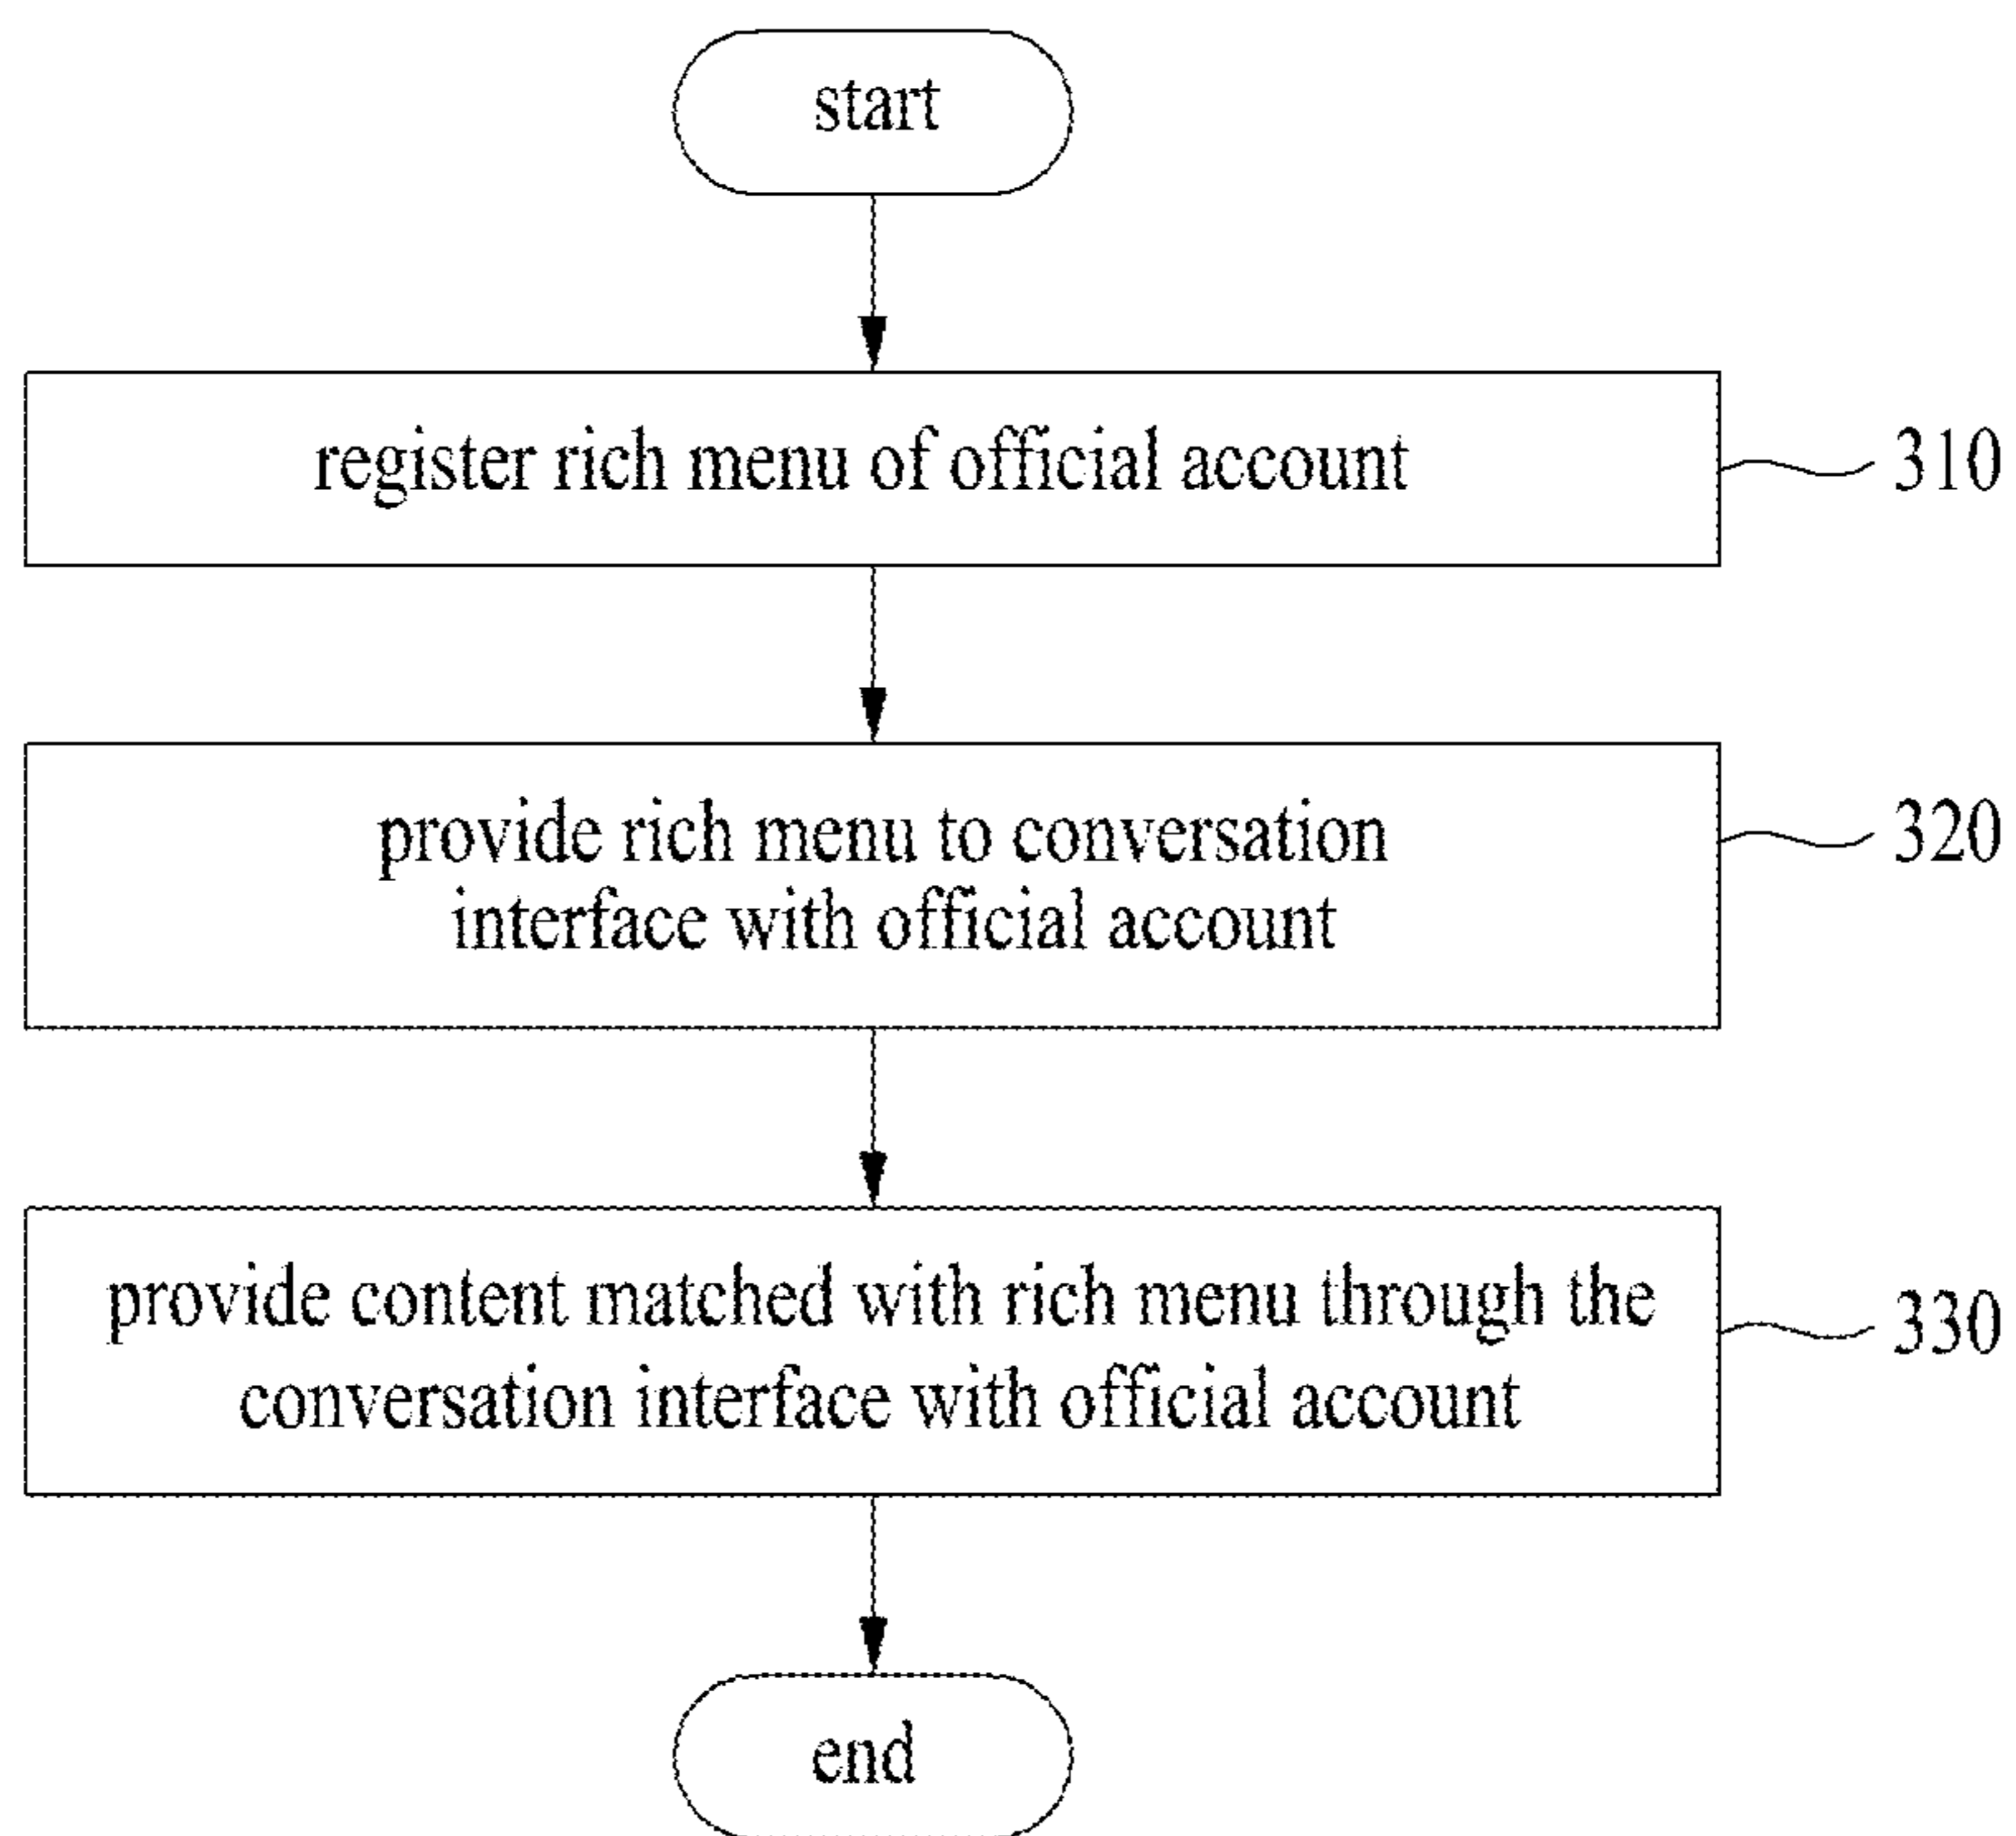 start
register rich menu of official account
310
provide rich menu to conversation
interface with official account
320
provide content matched with rich menu through the
conversation interface with official account
330
end